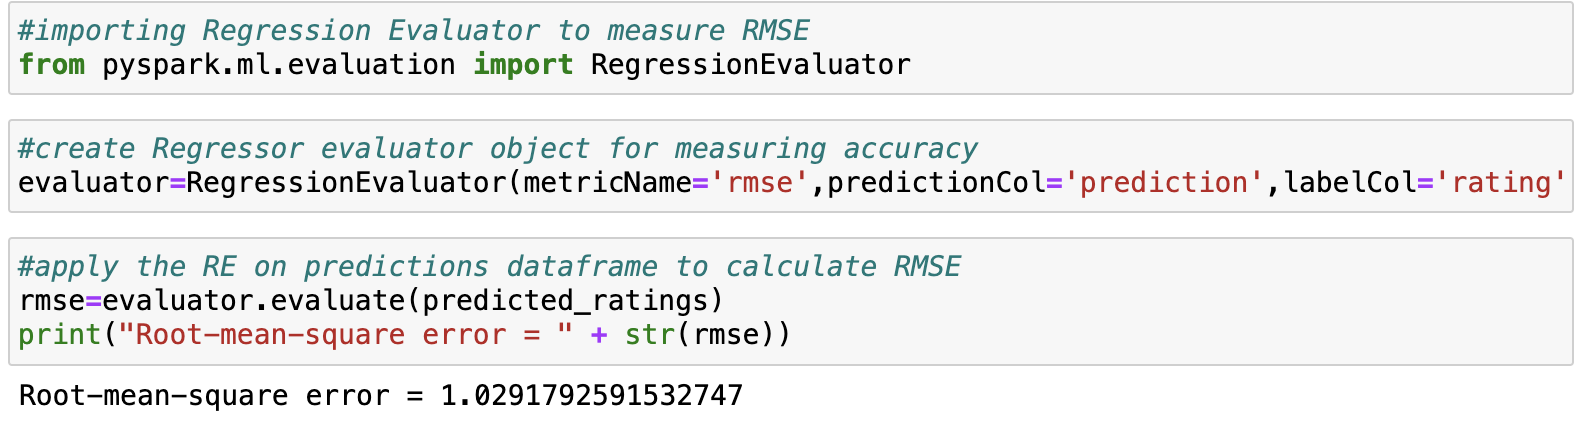 #importing Regression Evaluator to measure RMSE
from pyspark.ml.evaluation import RegressionEvaluator
#create Regressor evaluator object for measuring accuracy
evaluator=RegressionEvaluator(metricName='rmse',predictionCol='prediction',labelCol='rating'
#apply the RE on predictions dataframe to calculate RMSE
rmse=evaluator.evaluate(predicted_ratings)
print("Root-mean-square error = " + str(rmse))
Root-mean-square error = 1.0291792591532747